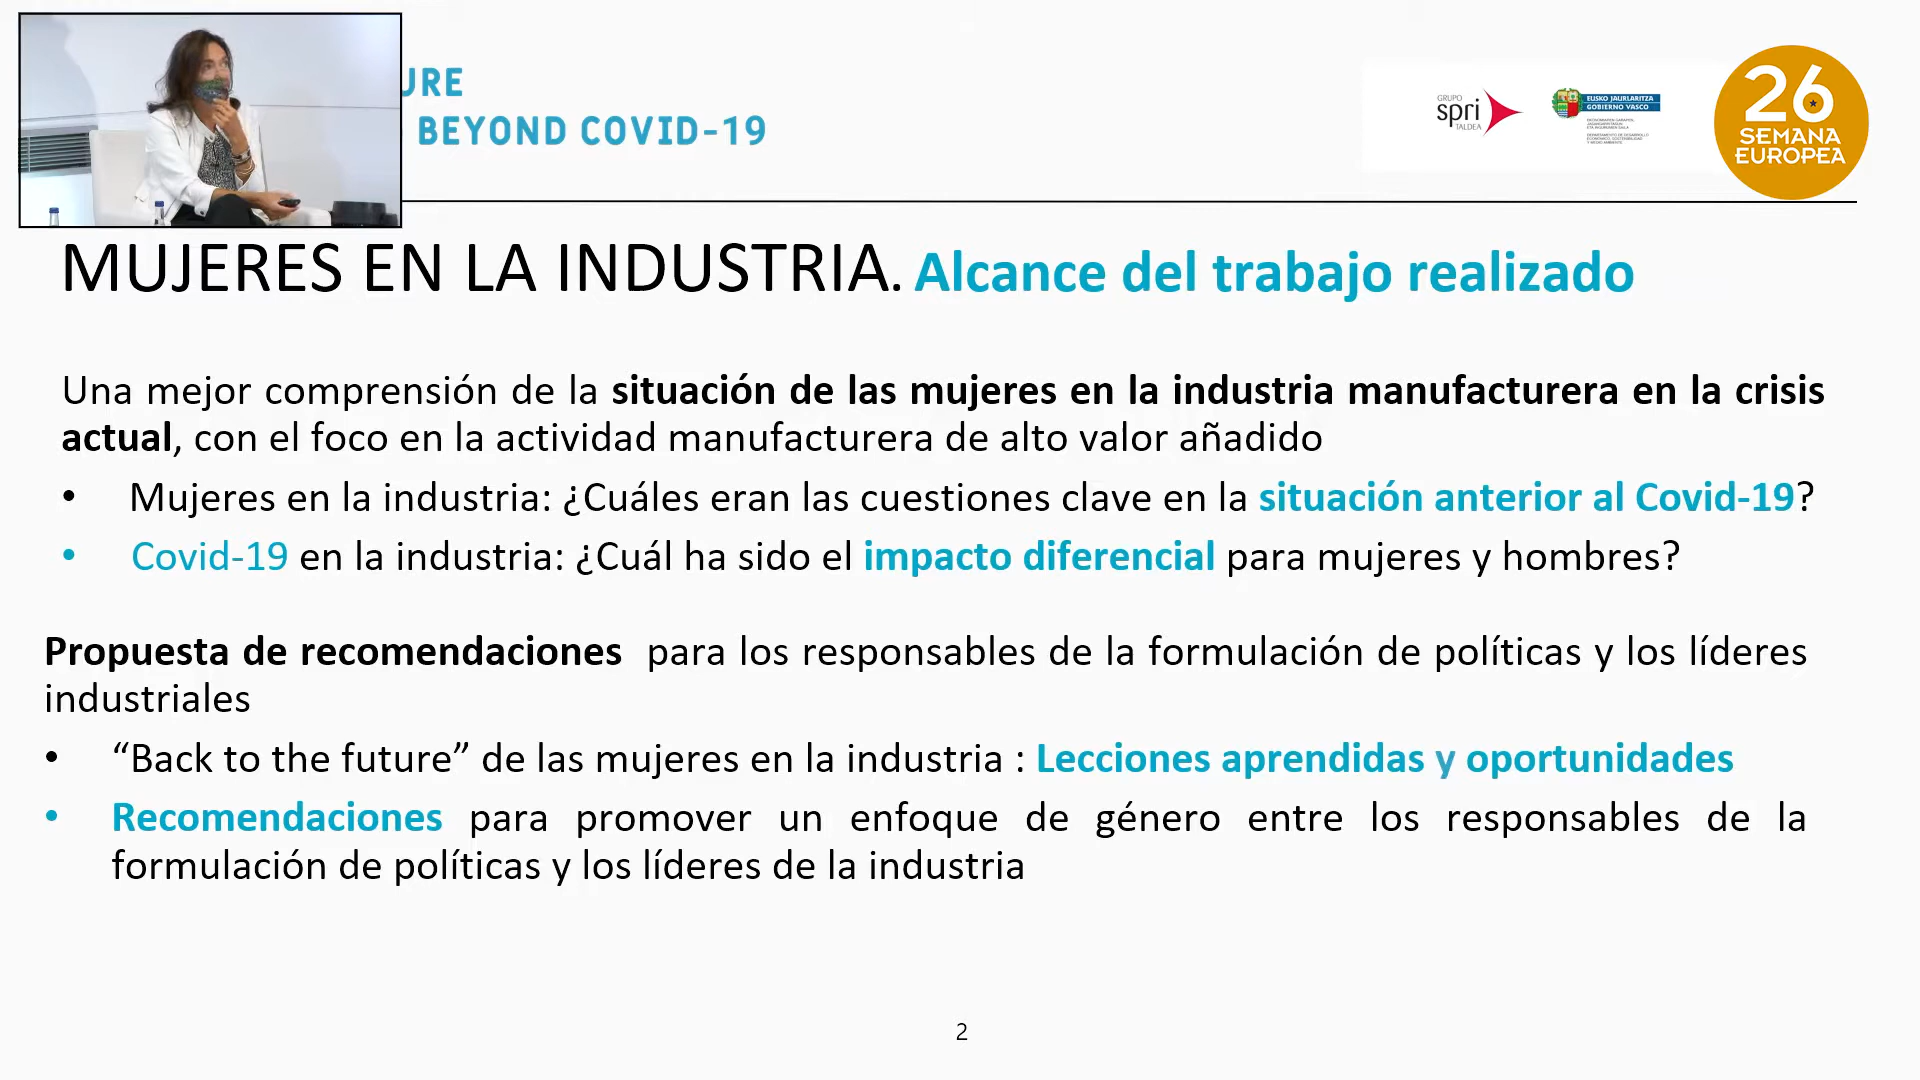 URE
BEYOND COVID-19
GRUPO
spri
TALDEA
EUSKO JAURLARITZA
GOBIERNO VASCO
26
SEMANA
EUROPEA
MUJERES EN LA INDUSTRIA. Alcance del trabajo realizado
Una mejor comprensión de la situación de las mujeres en la industria manufacturera en la crisis
actual, con el foco en la actividad manufacturera de alto valor añadido
• Mujeres en la industria: ¿Cuáles eran las cuestiones clave en la situación anterior al Covid-19?
• Covid-19 en la industria: ¿Cuál ha sido el impacto diferencial para mujeres y hombres?
Propuesta de recomendaciones para los responsables de la formulación de políticas y los líderes
industriales
• “Back to the future” de las mujeres en la industria : Lecciones aprendidas y oportunidades
• Recomendaciones para promover un enfoque de género entre los responsables de la
formulación de políticas y los líderes de la industria
2